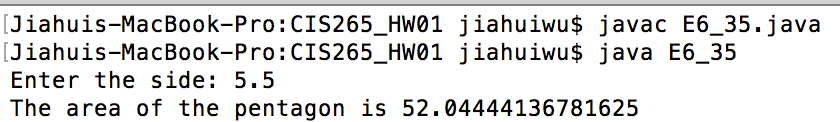 [Jiahuis-MacBook-Pro:CIS265_HW01 jiahuiwu$ javac E6_35.java
[Jiahuis-MacBook-Pro:CIS265_HW01 jiahuiwu$ java E6_35
Enter the side: 5.5
The area of the pentagon is 52.04444136781625